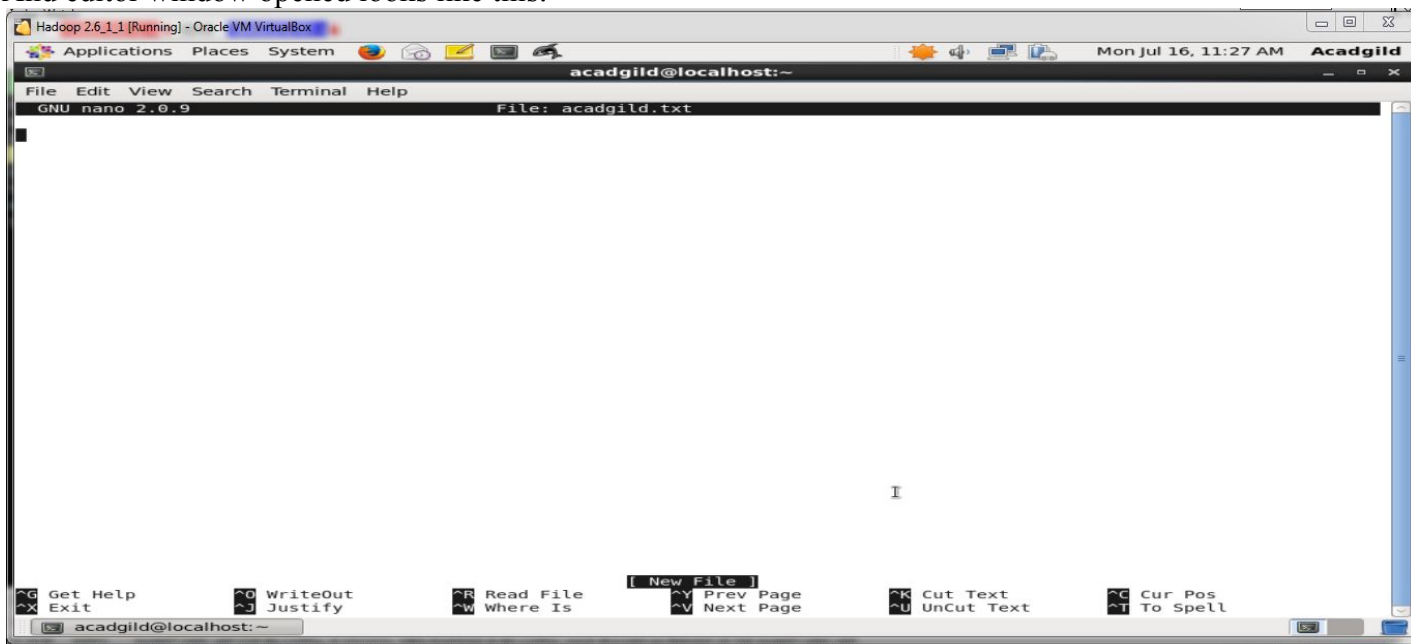 Hadoop 2.6_1_1 [Running] - Oracle VM VirtualBox
Applications Places System Mon Jul 16, 11:27 AM Acadgild
acadgild@localhost:~
File Edit View Search Terminal Help
GNU nano 2.0.9 File: acadgild.txt
[ New File ]
^G Get Help ^O WriteOut ^R Read File ^Y Prev Page ^K Cut Text ^C Cur Pos
^X Exit ^J Justify ^W Where Is ^V Next Page ^U UnCut Text ^T To Spell
acadgild@localhost:~